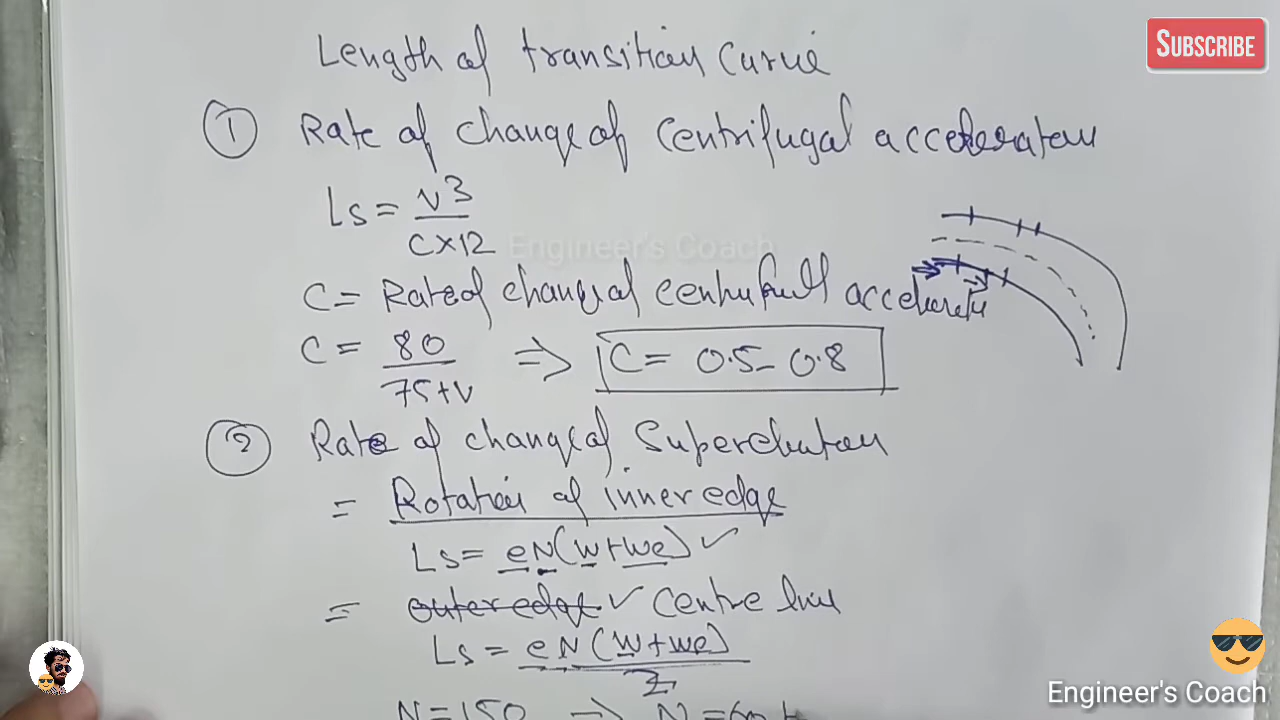 SUBSCRIBE
Length of transition Curve
① Rate of change of Centrifugal acceleration
Ls = V3
C×12
Engineer's Coach
C = Rate of change of centrifugal
C = 80 ⇒ C = 0.5 - 0.8
75+V
② Rate of change of Superelevation
= Rotation of inner edge
Ls = eN(w+we) ✓
= outer edge ✓ Centre line
Ls = eN(w+we)
2
N = 150 → N = 60
Engineer's Coach